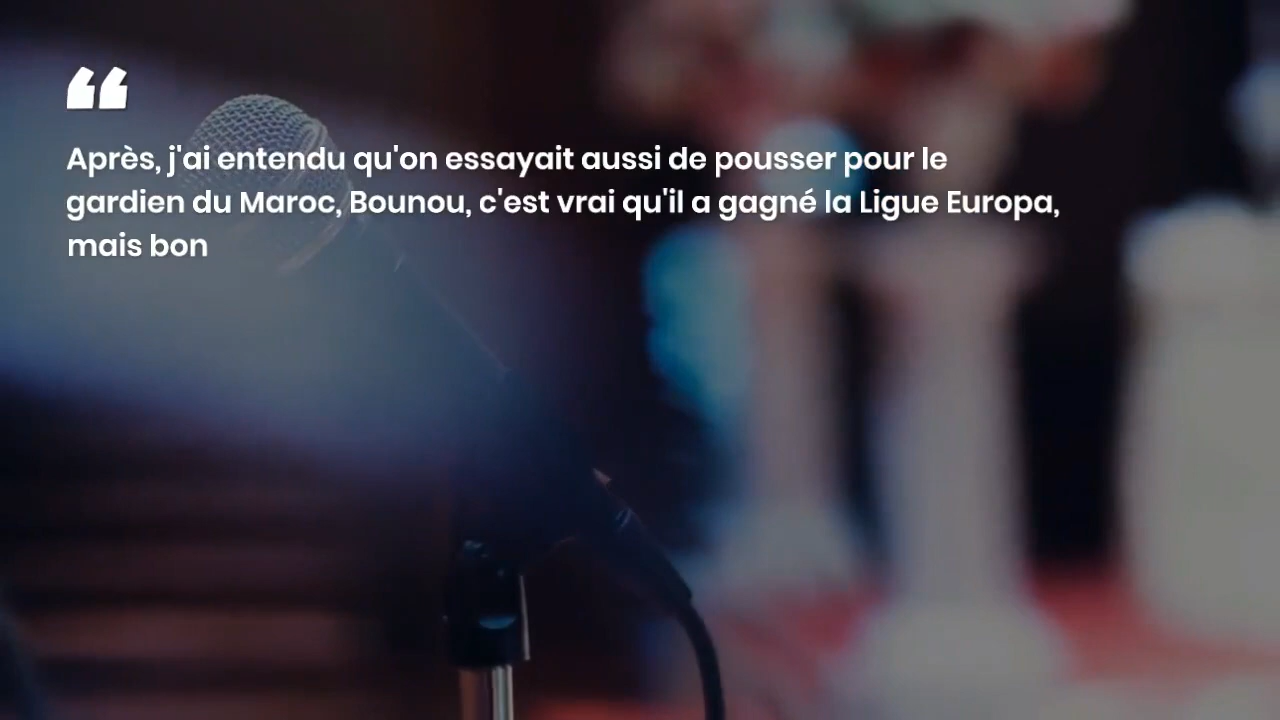 ❝
Après, j'ai entendu qu'on essayait aussi de pousser pour le
gardien du Maroc, Bounou, c'est vrai qu'il a gagné la Ligue Europa,
mais bon